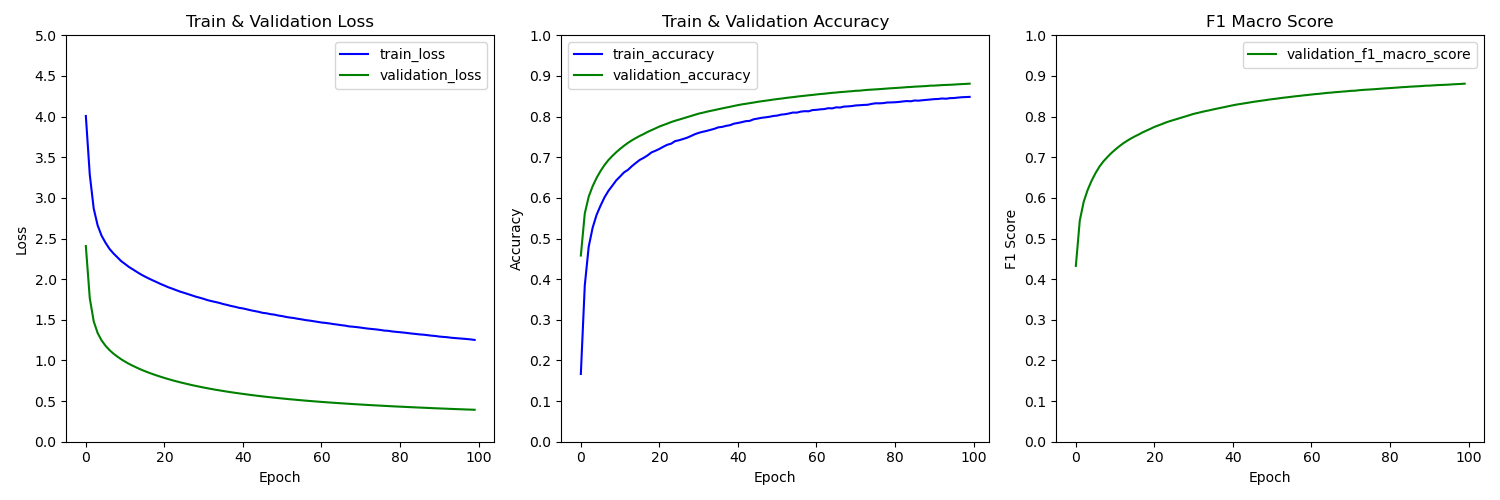 Train & Validation Loss
5.0
4.5
4.0
3.5
3.0
2.5
2.0
1.5
1.0
0.5
0.0
Loss
train_loss
validation_loss
0 20 40 60 80 100
Epoch
Train & Validation Accuracy
1.0
0.9
0.8
0.7
0.6
0.5
0.4
0.3
0.2
0.1
0.0
Accuracy
train_accuracy
validation_accuracy
0 20 40 60 80 100
Epoch
F1 Macro Score
1.0
0.9
0.8
0.7
0.6
0.5
0.4
0.3
0.2
0.1
0.0
F1 Score
validation_f1_macro_score
0 20 40 60 80 100
Epoch